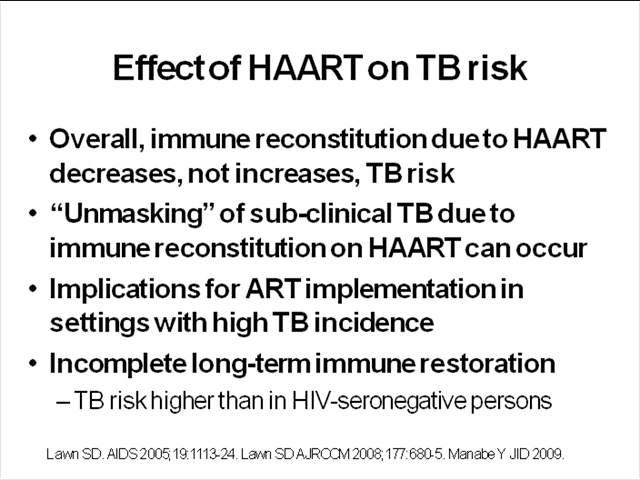 Effect of HAART on TB risk
• Overall, immune reconstitution due to HAART
decreases, not increases, TB risk
• “Unmasking” of sub-clinical TB due to
immune reconstitution on HAART can occur
• Implications for ART implementation in
settings with high TB incidence
• Incomplete long-term immune restoration
– TB risk higher than in HIV-seronegative persons
Lawn SD. AIDS 2005; 19:1113-24. Lawn SD AJRCCM 2008; 177:680-5. Manabe Y JID 2009.